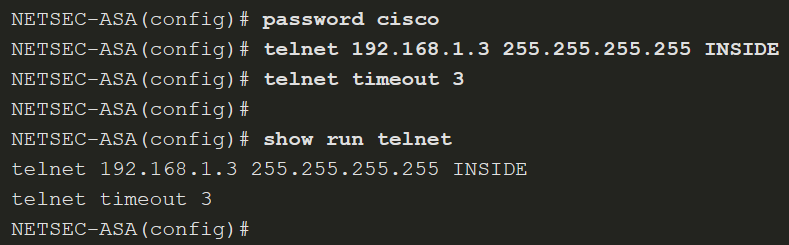 NETSEC-ASA(config)# password cisco
NETSEC-ASA(config)# telnet 192.168.1.3 255.255.255.255 INSIDE
NETSEC-ASA(config)# telnet timeout 3
NETSEC-ASA(config)#
NETSEC-ASA(config)# show run telnet
telnet 192.168.1.3 255.255.255.255 INSIDE
telnet timeout 3
NETSEC-ASA(config)#